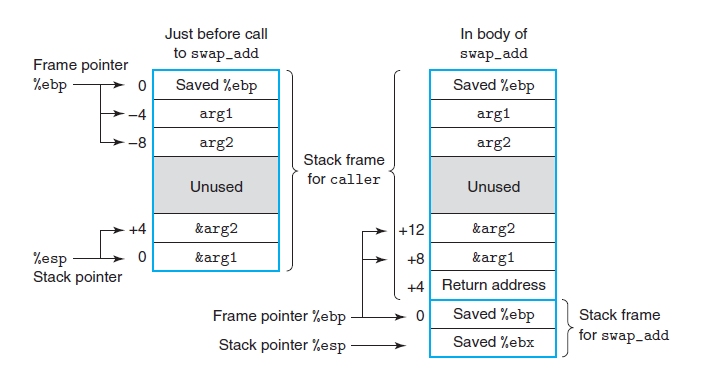 Just before call
to swap_add
In body of
swap_add
Frame pointer
%ebp
0
Saved %ebp
Saved %ebp
–4
arg1
arg1
–8
arg2
arg2
Stack frame
for caller
Unused
Unused
+4
&arg2
+12
&arg2
%esp
0
&arg1
+8
&arg1
Stack pointer
+4
Return address
Frame pointer %ebp
0
Saved %ebp
Stack frame
for swap_add
Stack pointer %esp
Saved %ebx